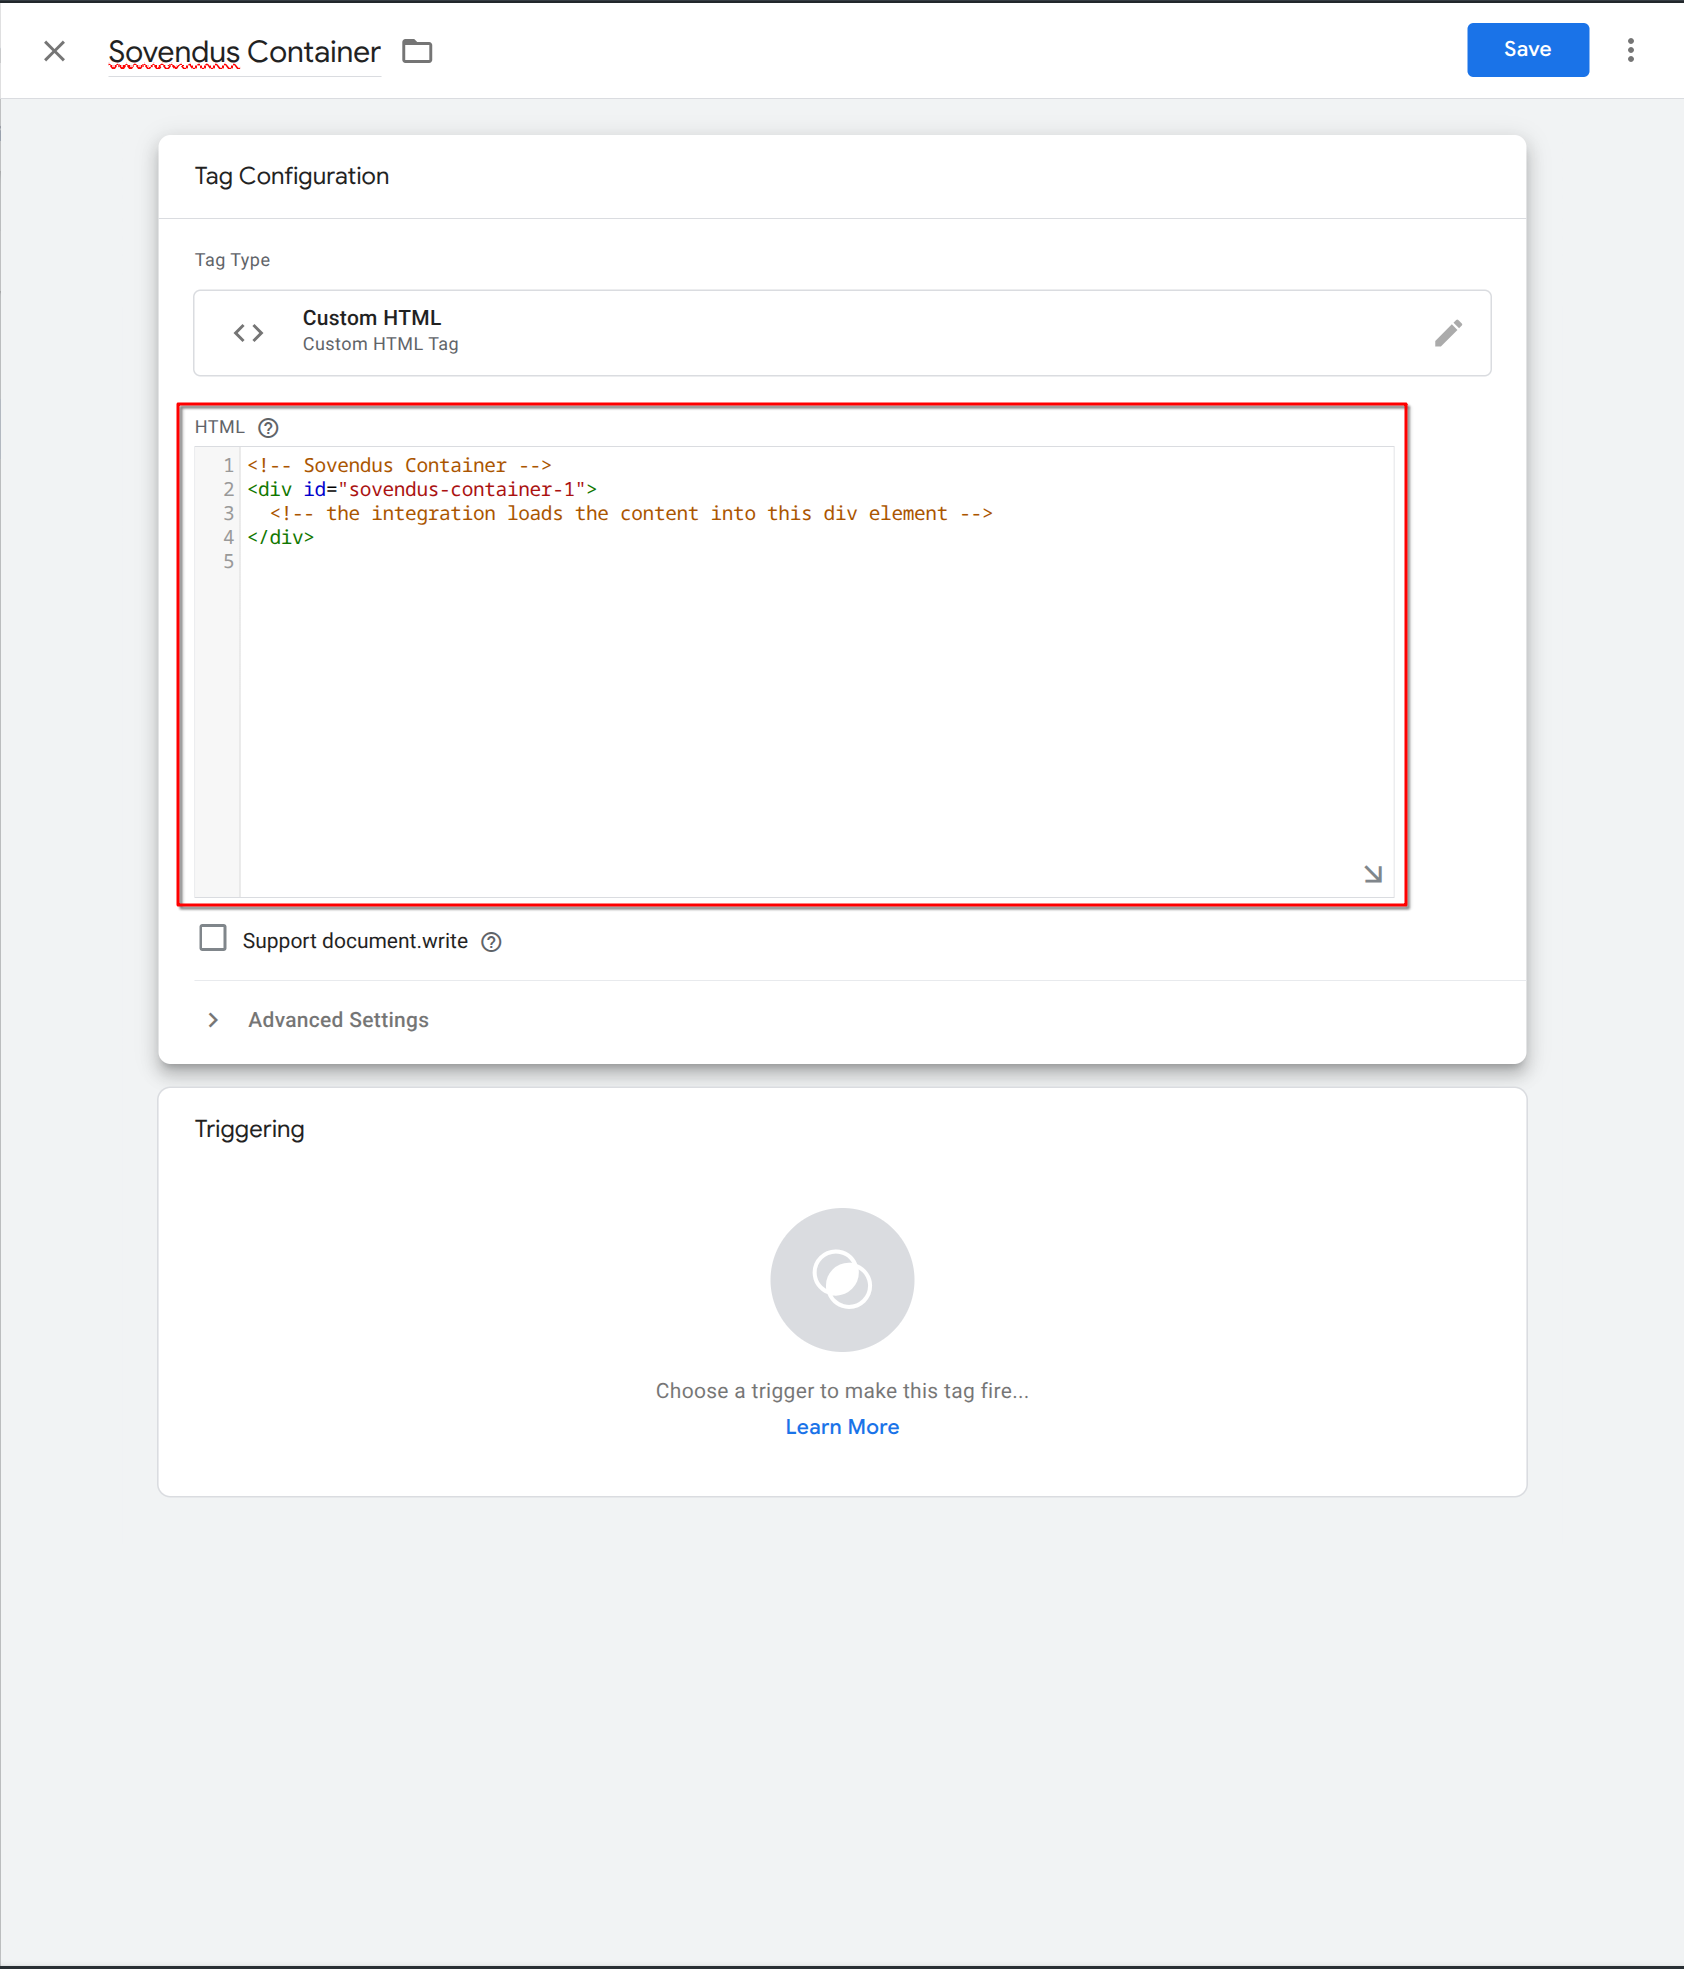 Sovendus Container
Save
Tag Configuration
Tag Type
Custom HTML
Custom HTML Tag
HTML
1 <!-- Sovendus Container -->
2 <div id="sovendus-container-1">
3   <!-- the integration loads the content into this div element -->
4 </div>
5
Support document.write
Advanced Settings
Triggering
Choose a trigger to make this tag fire...
Learn More